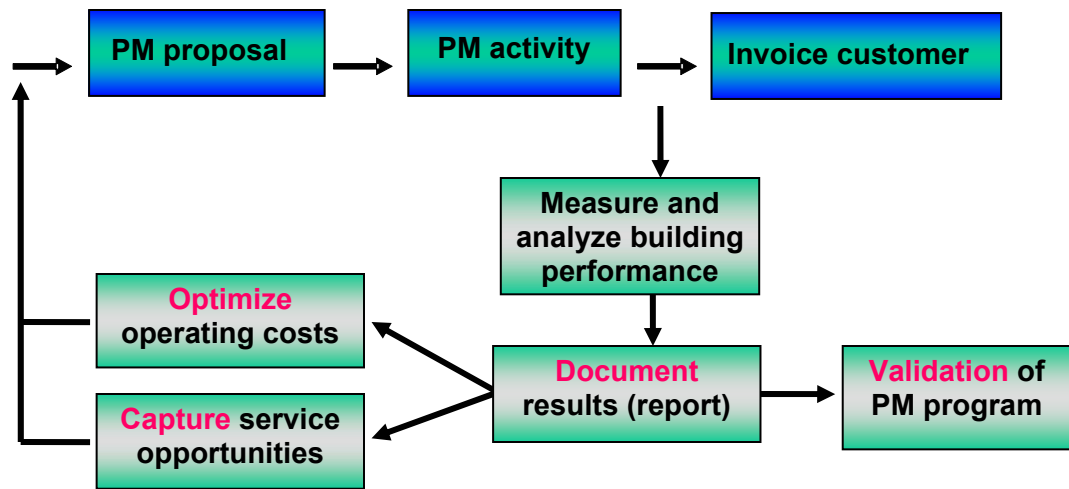 PM proposal
PM activity
Invoice customer
Measure and
analyze building
performance
Optimize
operating costs
Document
results (report)
Validation of
PM program
Capture service
opportunities